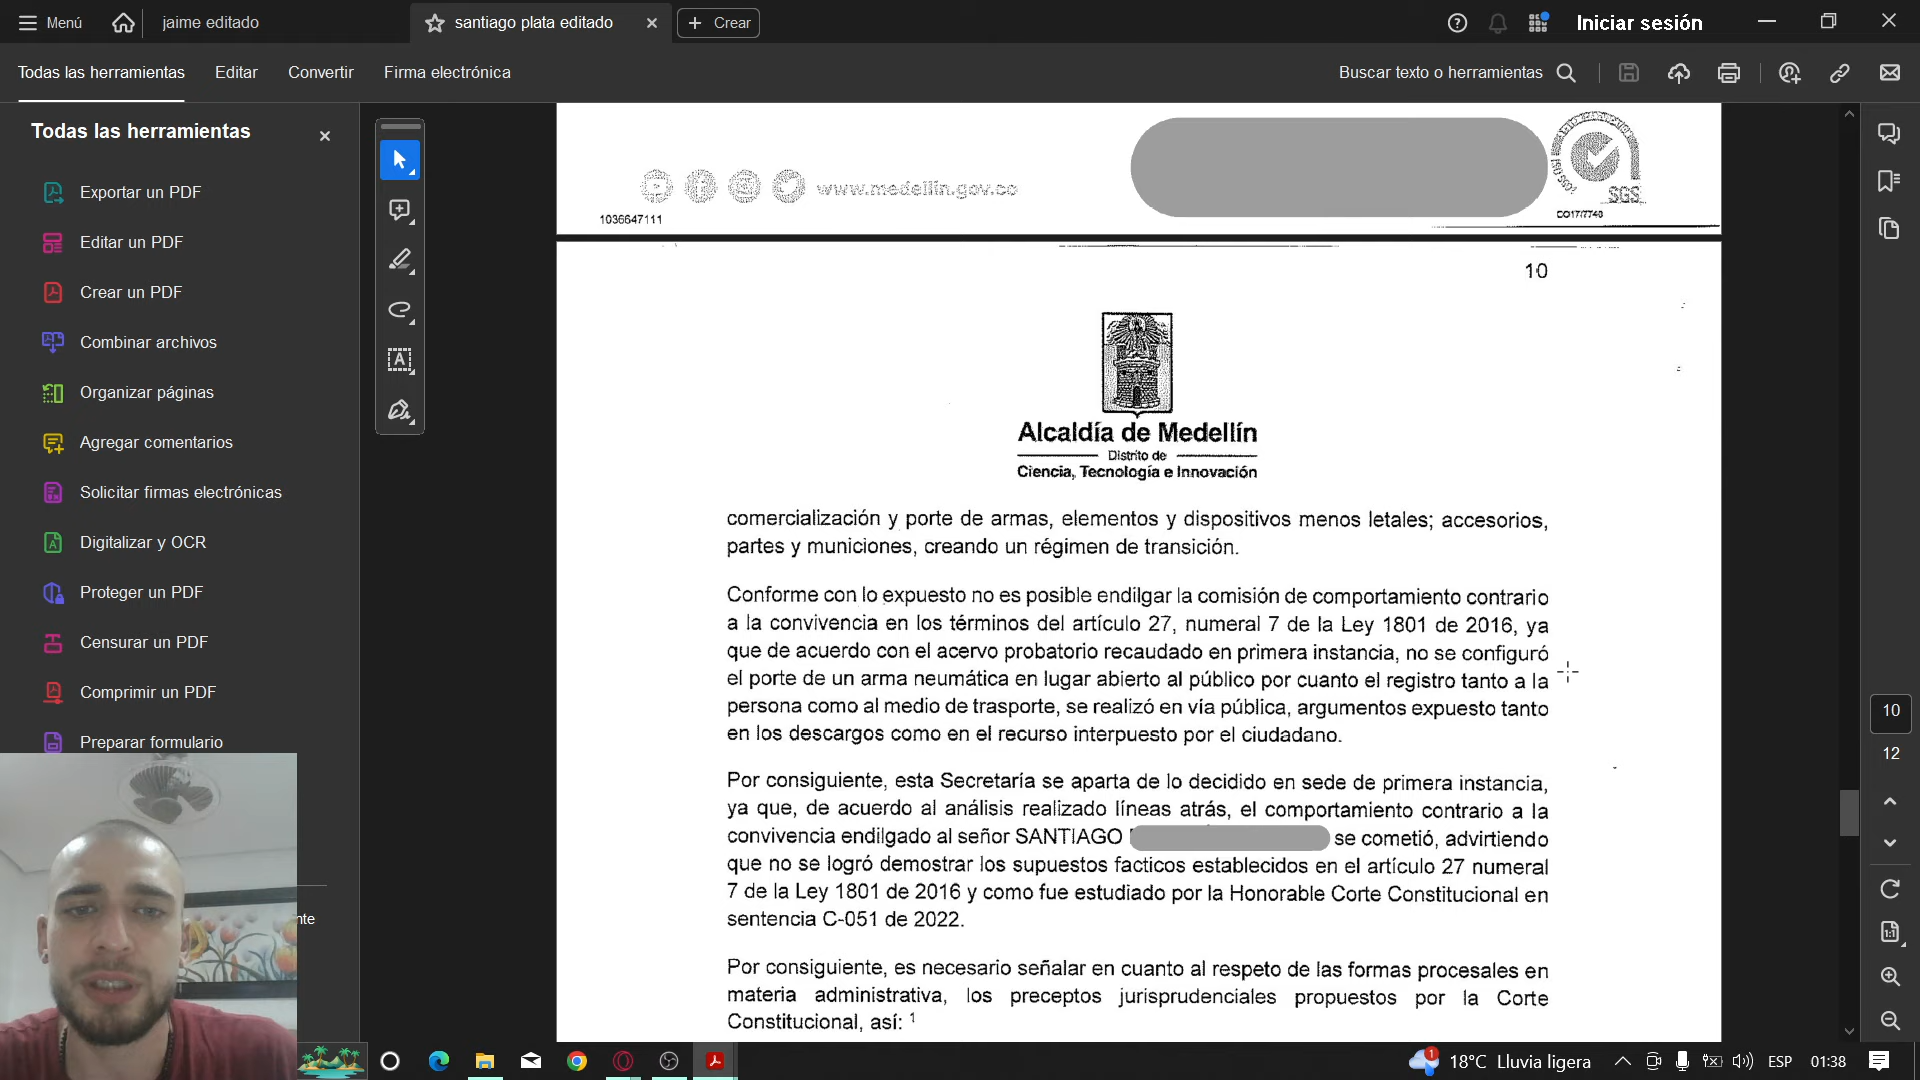 Menú
jaime editado
santiago plata editado
Crear
Iniciar sesión
Todas las herramientas
Editar
Convertir
Firma electrónica
Buscar texto o herramientas
Todas las herramientas
Exportar un PDF
Editar un PDF
Crear un PDF
Combinar archivos
Organizar páginas
Agregar comentarios
Solicitar firmas electrónicas
Digitalizar y OCR
Proteger un PDF
Censurar un PDF
Comprimir un PDF
Preparar formulario
nte
www.medellin.gov.co
1036647111
SGS
CO17/7748
10
Alcaldía de Medellín
Distrito de
Ciencia, Tecnología e Innovación
comercialización y porte de armas, elementos y dispositivos menos letales; accesorios,
partes y municiones, creando un régimen de transición.
Conforme con lo expuesto no es posible endilgar la comisión de comportamiento contrario
a la convivencia en los términos del artículo 27, numeral 7 de la Ley 1801 de 2016, ya
que de acuerdo con el acervo probatorio recaudado en primera instancia, no se configuró
el porte de un arma neumática en lugar abierto al público por cuanto el registro tanto a la
persona como al medio de trasporte, se realizó en vía pública, argumentos expuesto tanto
en los descargos como en el recurso interpuesto por el ciudadano.
Por consiguiente, esta Secretaría se aparta de lo decidido en sede de primera instancia,
ya que, de acuerdo al análisis realizado líneas atrás, el comportamiento contrario a la
convivencia endilgado al señor SANTIAGO se cometió, advirtiendo
que no se logró demostrar los supuestos facticos establecidos en el artículo 27 numeral
7 de la Ley 1801 de 2016 y como fue estudiado por la Honorable Corte Constitucional en
sentencia C-051 de 2022.
Por consiguiente, es necesario señalar en cuanto al respeto de las formas procesales en
materia administrativa, los preceptos jurisprudenciales propuestos por la Corte
Constitucional, así: 1
10
12
1
18°C Lluvia ligera
ESP
01:38